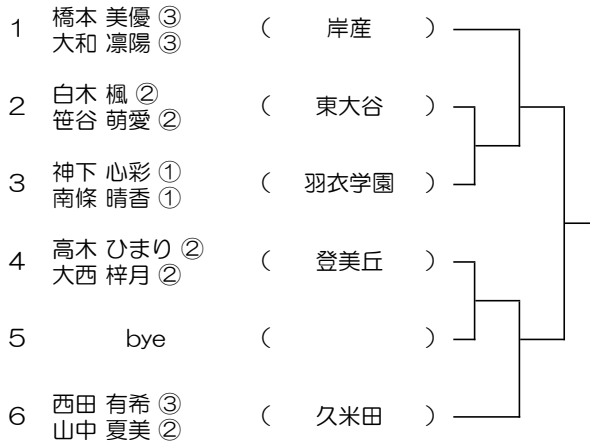 1 橋本 美優 ③ ( 岸産 )
大和 凛陽 ③
2 白木 楓 ② ( 東大谷 )
笹谷 萌愛 ②
3 神下 心彩 ① ( 羽衣学園 )
南條 晴香 ①
4 高木 ひまり ② ( 登美丘 )
大西 梓月 ②
5 bye ( )
6 西田 有希 ③ ( 久米田 )
山中 夏美 ②